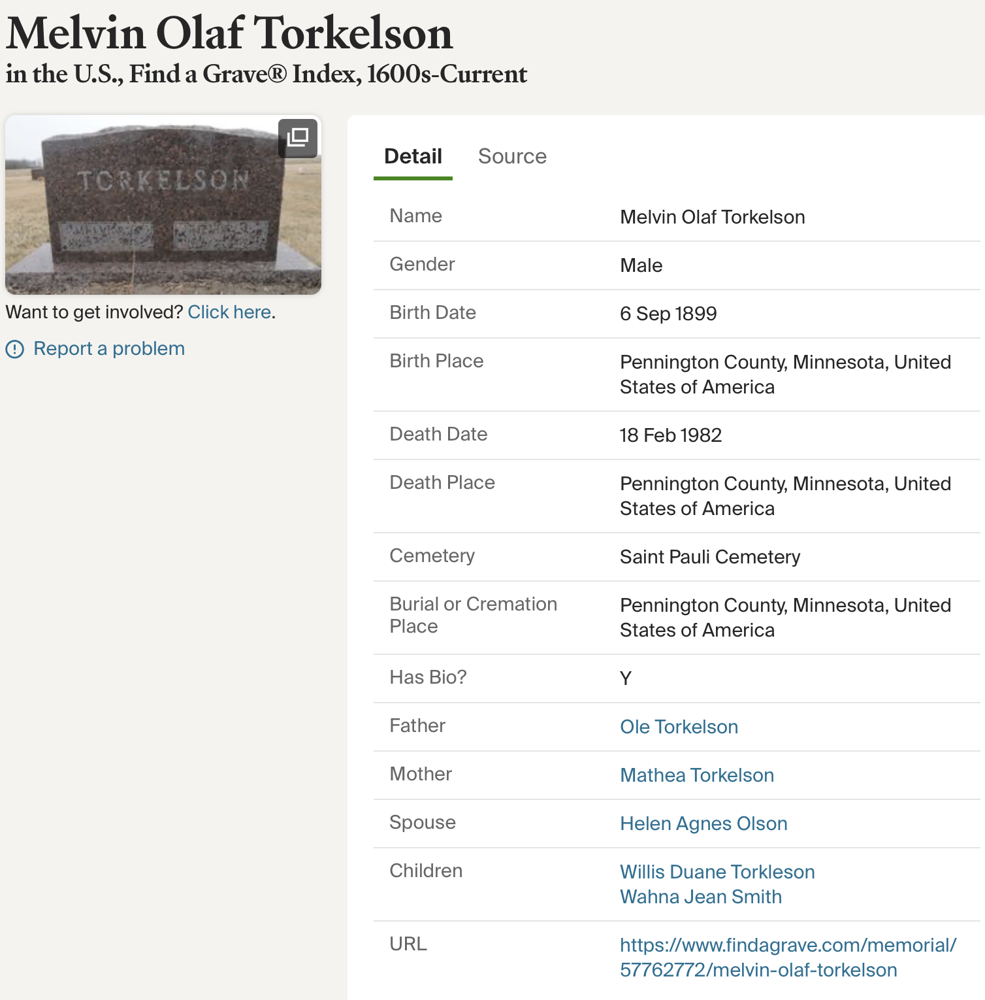 Melvin Olaf Torkelson
in the U.S., Find a Grave® Index, 1600s-Current
TORKELSON
Want to get involved? Click here.
Report a problem
Detail Source
Name Melvin Olaf Torkelson
Gender Male
Birth Date 6 Sep 1899
Birth Place Pennington County, Minnesota, United
States of America
Death Date 18 Feb 1982
Death Place Pennington County, Minnesota, United
States of America
Cemetery Saint Pauli Cemetery
Burial or Cremation Pennington County, Minnesota, United
Place States of America
Has Bio? Y
Father Ole Torkelson
Mother Mathea Torkelson
Spouse Helen Agnes Olson
Children Willis Duane Torkleson
Wahna Jean Smith
URL https://www.findagrave.com/memorial/
57762772/melvin-olaf-torkelson